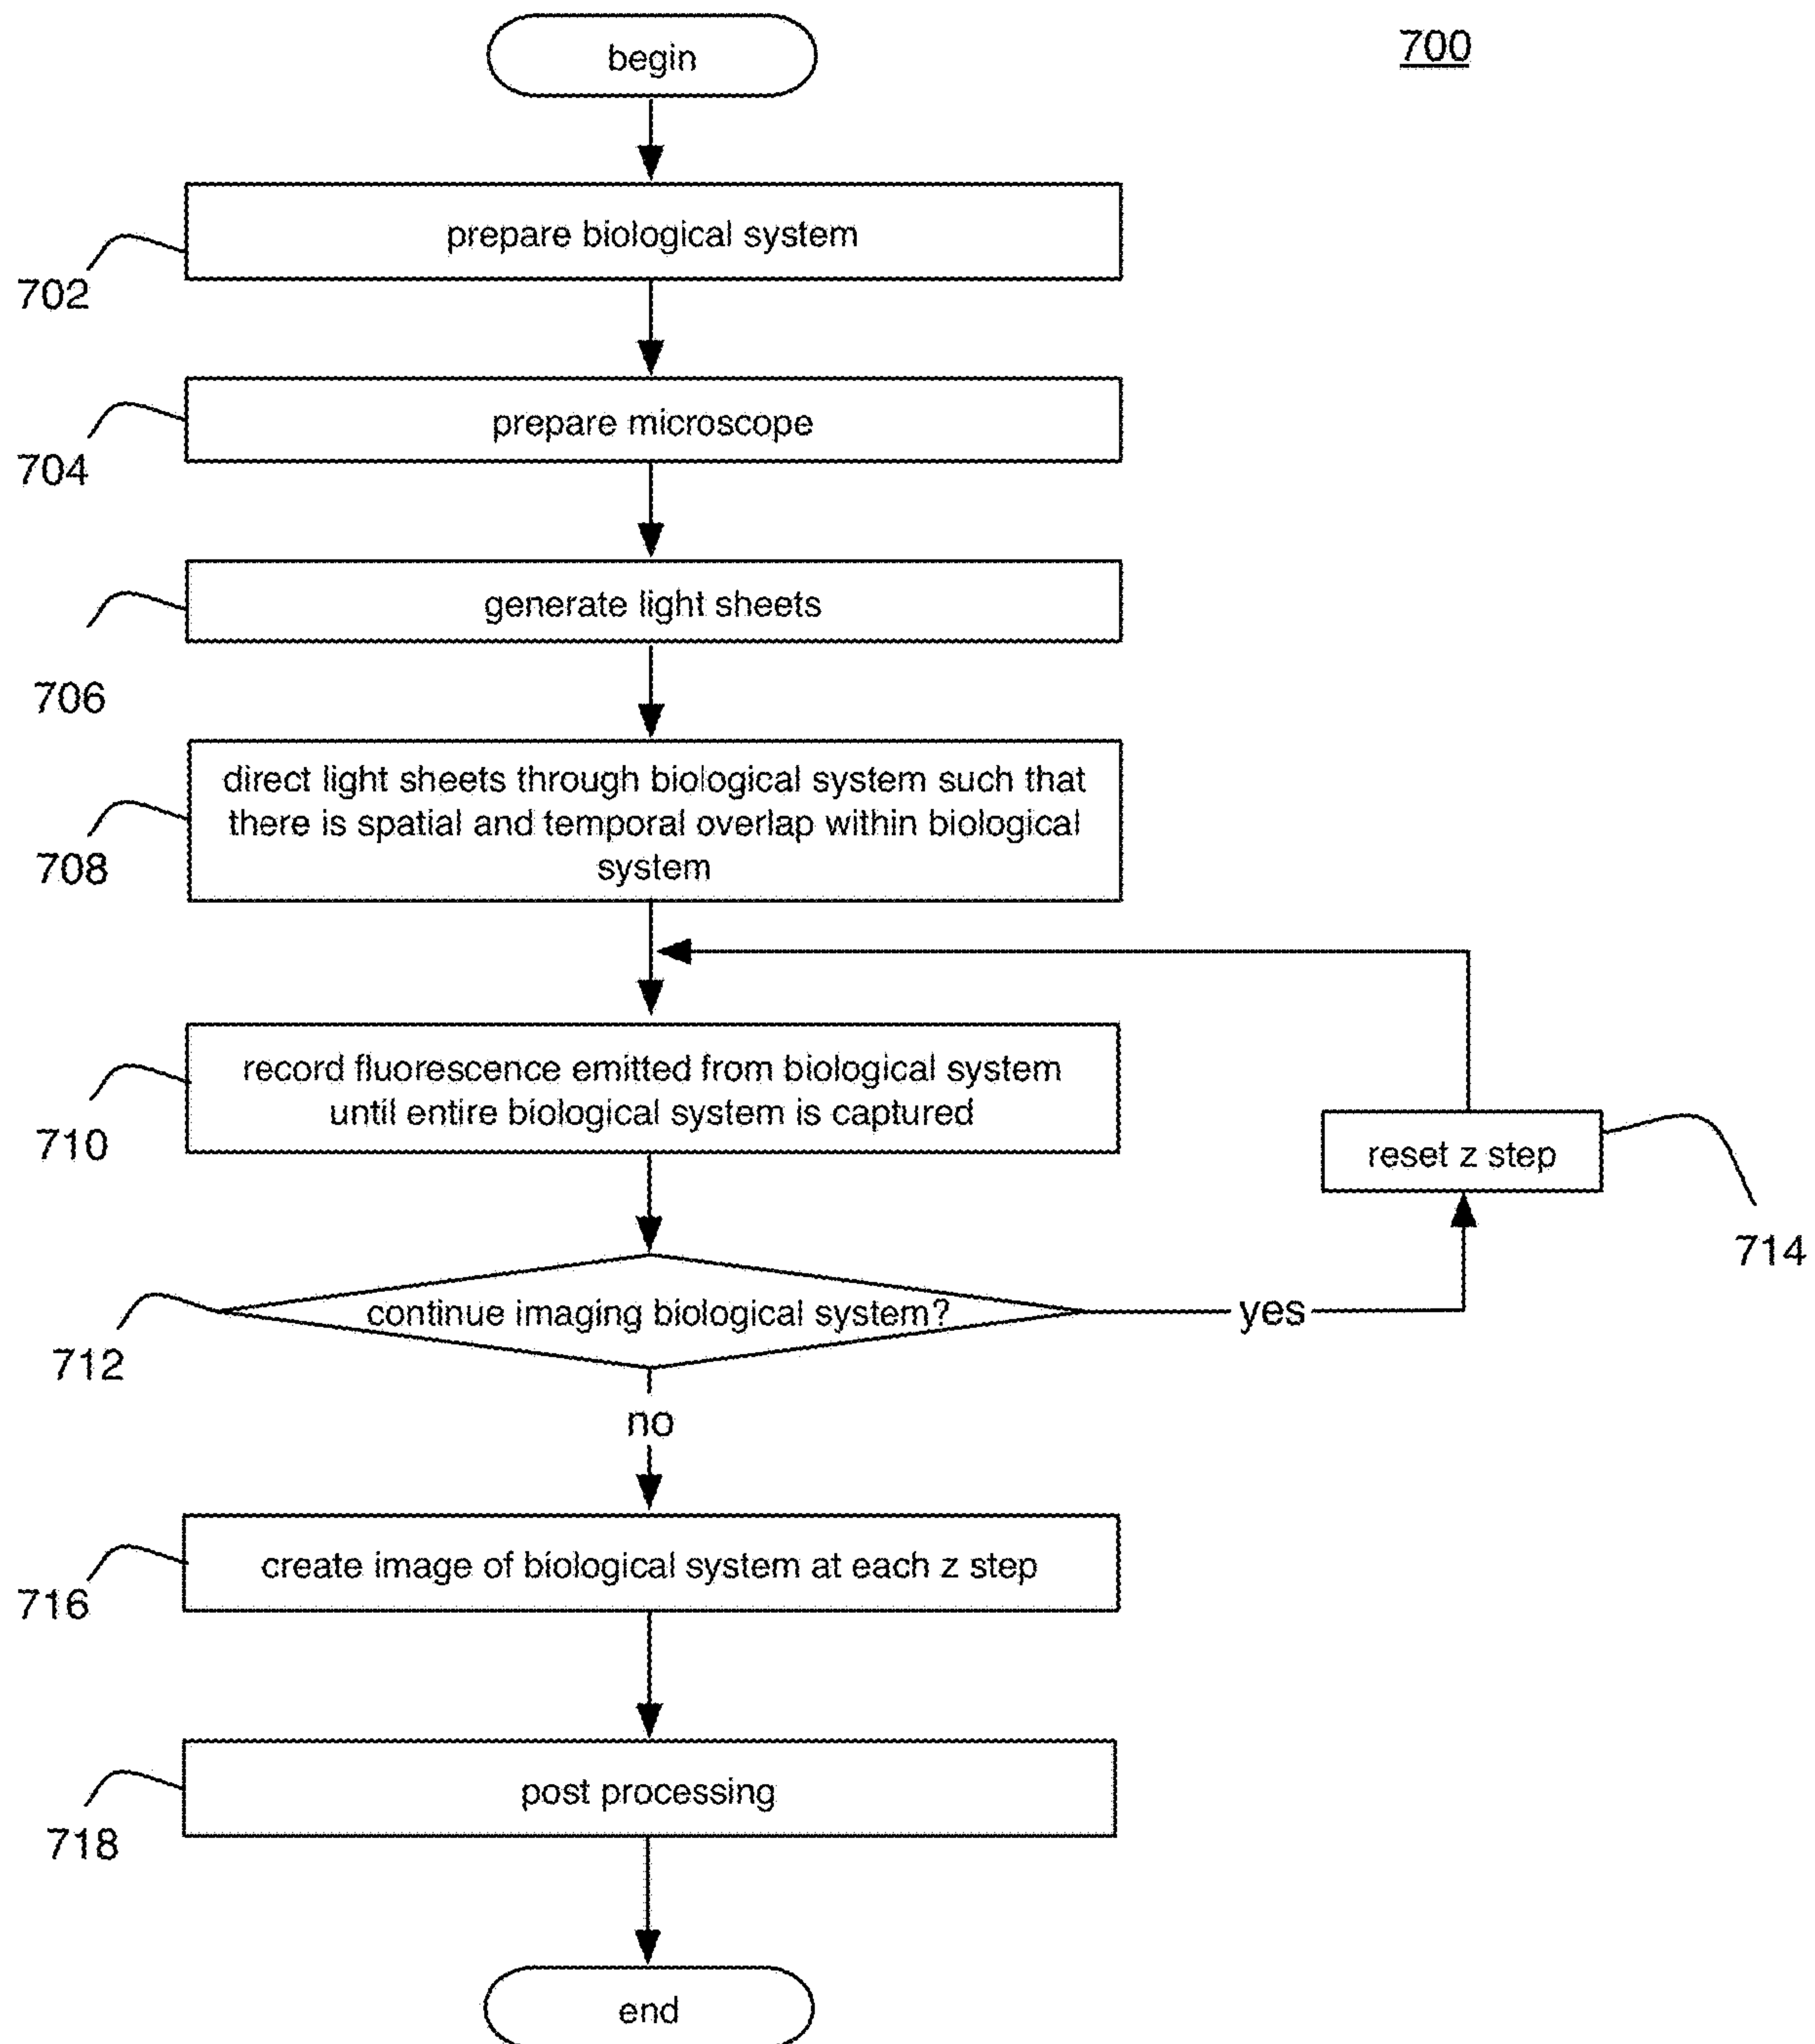 700
begin
prepare biological system
702
prepare microscope
704
generate light sheets
706
direct light sheets through biological system such that
there is spatial and temporal overlap within biological
system
708
record fluorescence emitted from biological system
until entire biological system is captured
710
reset z step
714
continue imaging biological system?
yes
712
no
create image of biological system at each z step
716
post processing
718
end